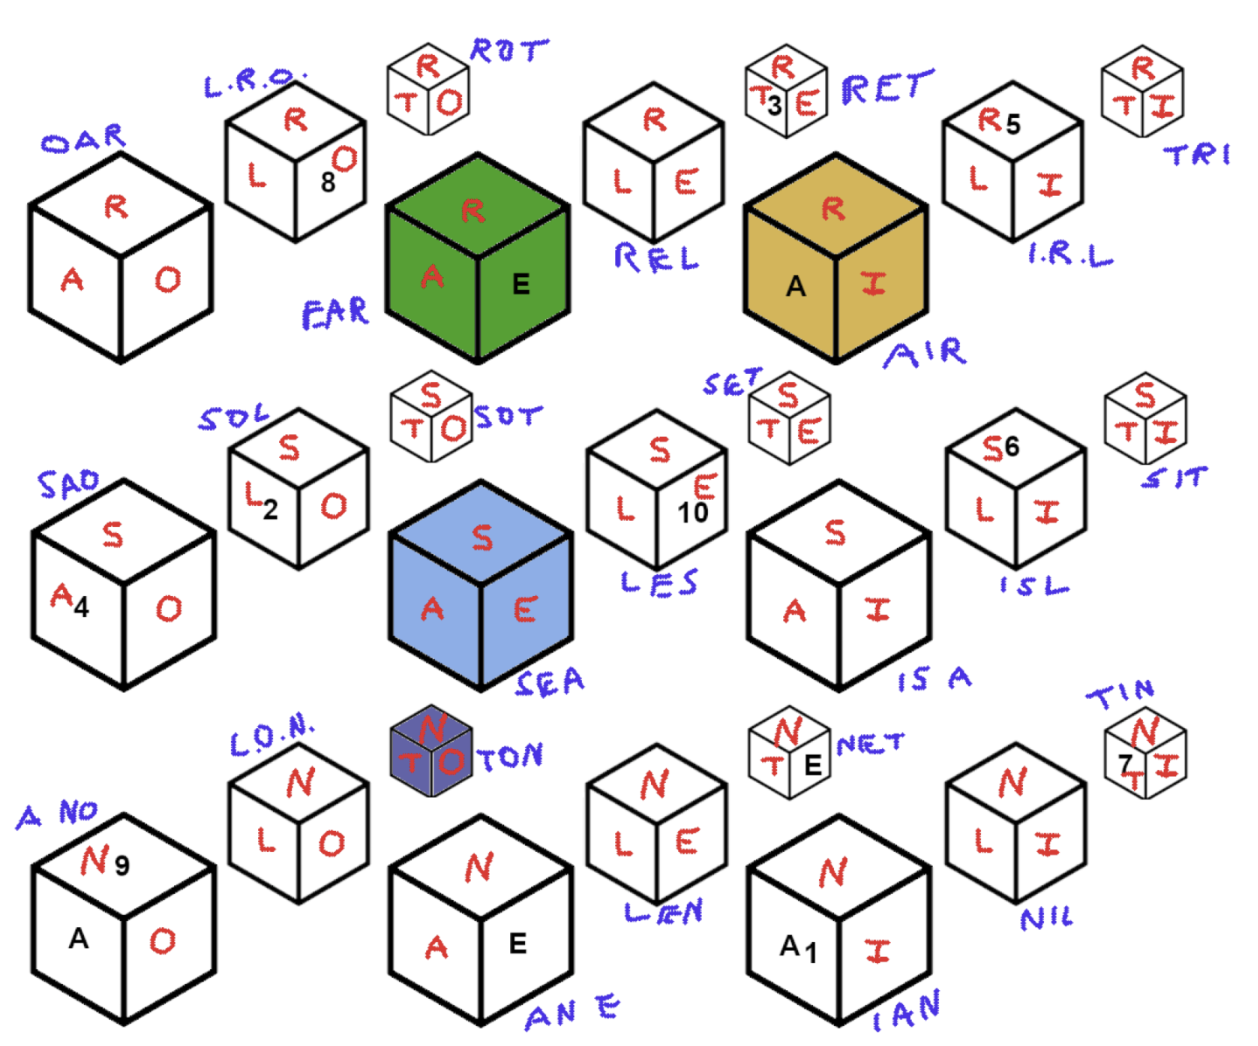 ROT
L.R.O.
R
T O
RET
R
T 3 E
R
T I
TRI
OAR
R
L O
8
R
L E
REL
R 5
L I
I.R.L
R
A O
R
A E
EAR
R
A I
AIR
SOL
S
T O
SOT
SET
S
T E
S
T I
SIT
SAO
S
L 2 O
S
L E
10
LES
S 6
L I
ISL
S
A 4 O
S
A E
SEA
S
A I
IS A
L.O.N.
N
T O
TON
N
T E
NET
TIN
N
7 T I
A NO
N
L O
N
L E
LEN
N
L I
NIL
N 9
A O
N
A E
AN E
N
A 1 I
IAN